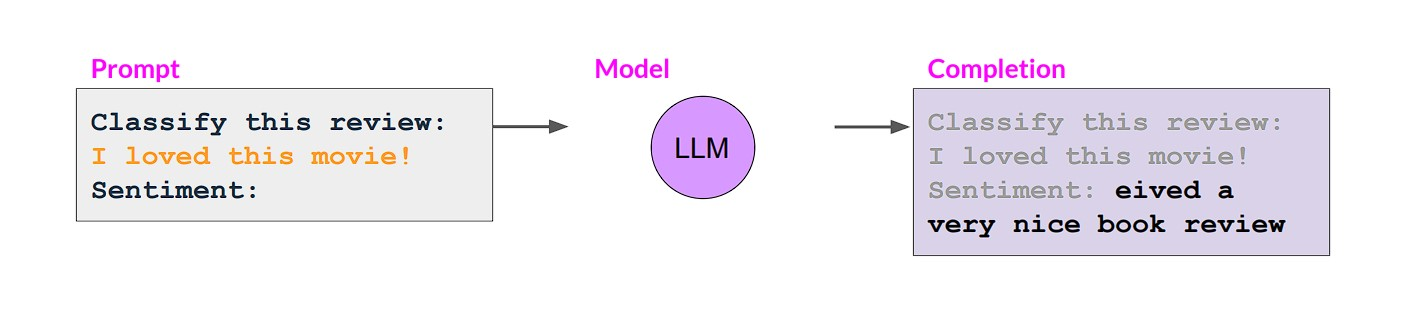 Prompt
Classify this review:
I loved this movie!
Sentiment:
Model
LLM
Completion
Classify this review:
I loved this movie!
Sentiment: eived a
very nice book review